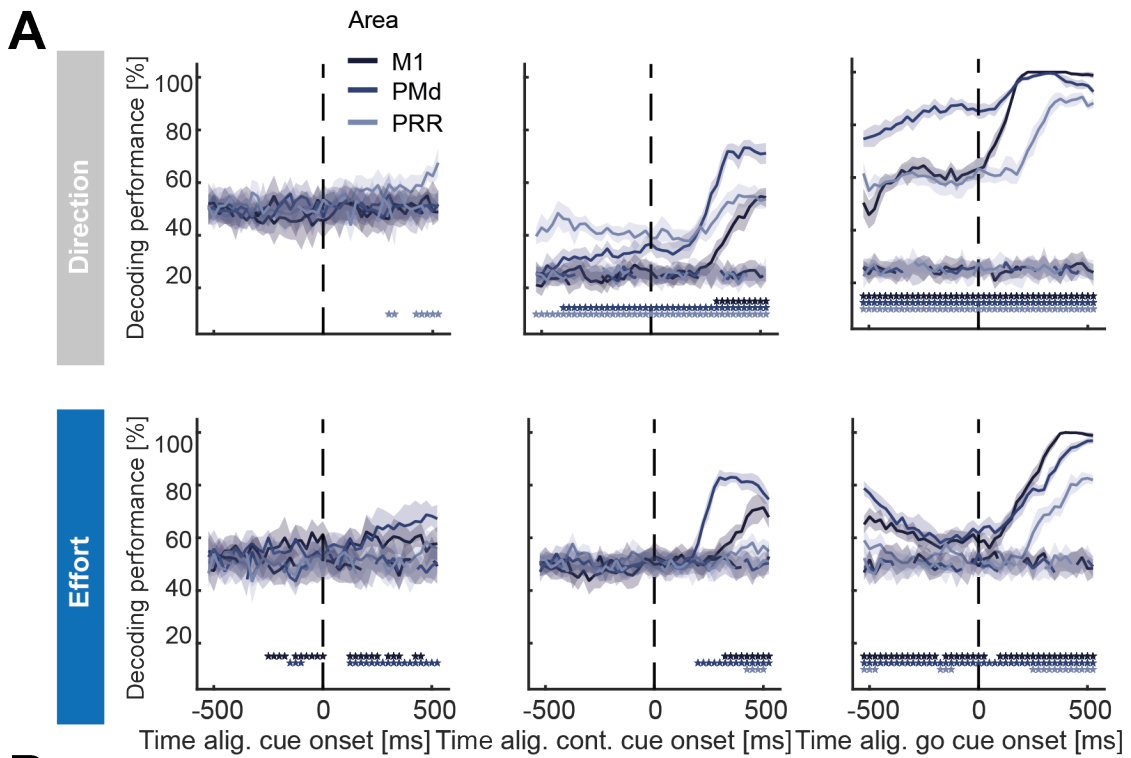 A
Area
M1
PMd
PRR
Direction
Decoding performance [%]
100
80
60
40
20
Effort
Decoding performance [%]
100
80
60
40
20
-500 0 500
-500 0 500
-500 0 500
Time alig. cue onset [ms]
Time alig. cont. cue onset [ms]
Time alig. go cue onset [ms]